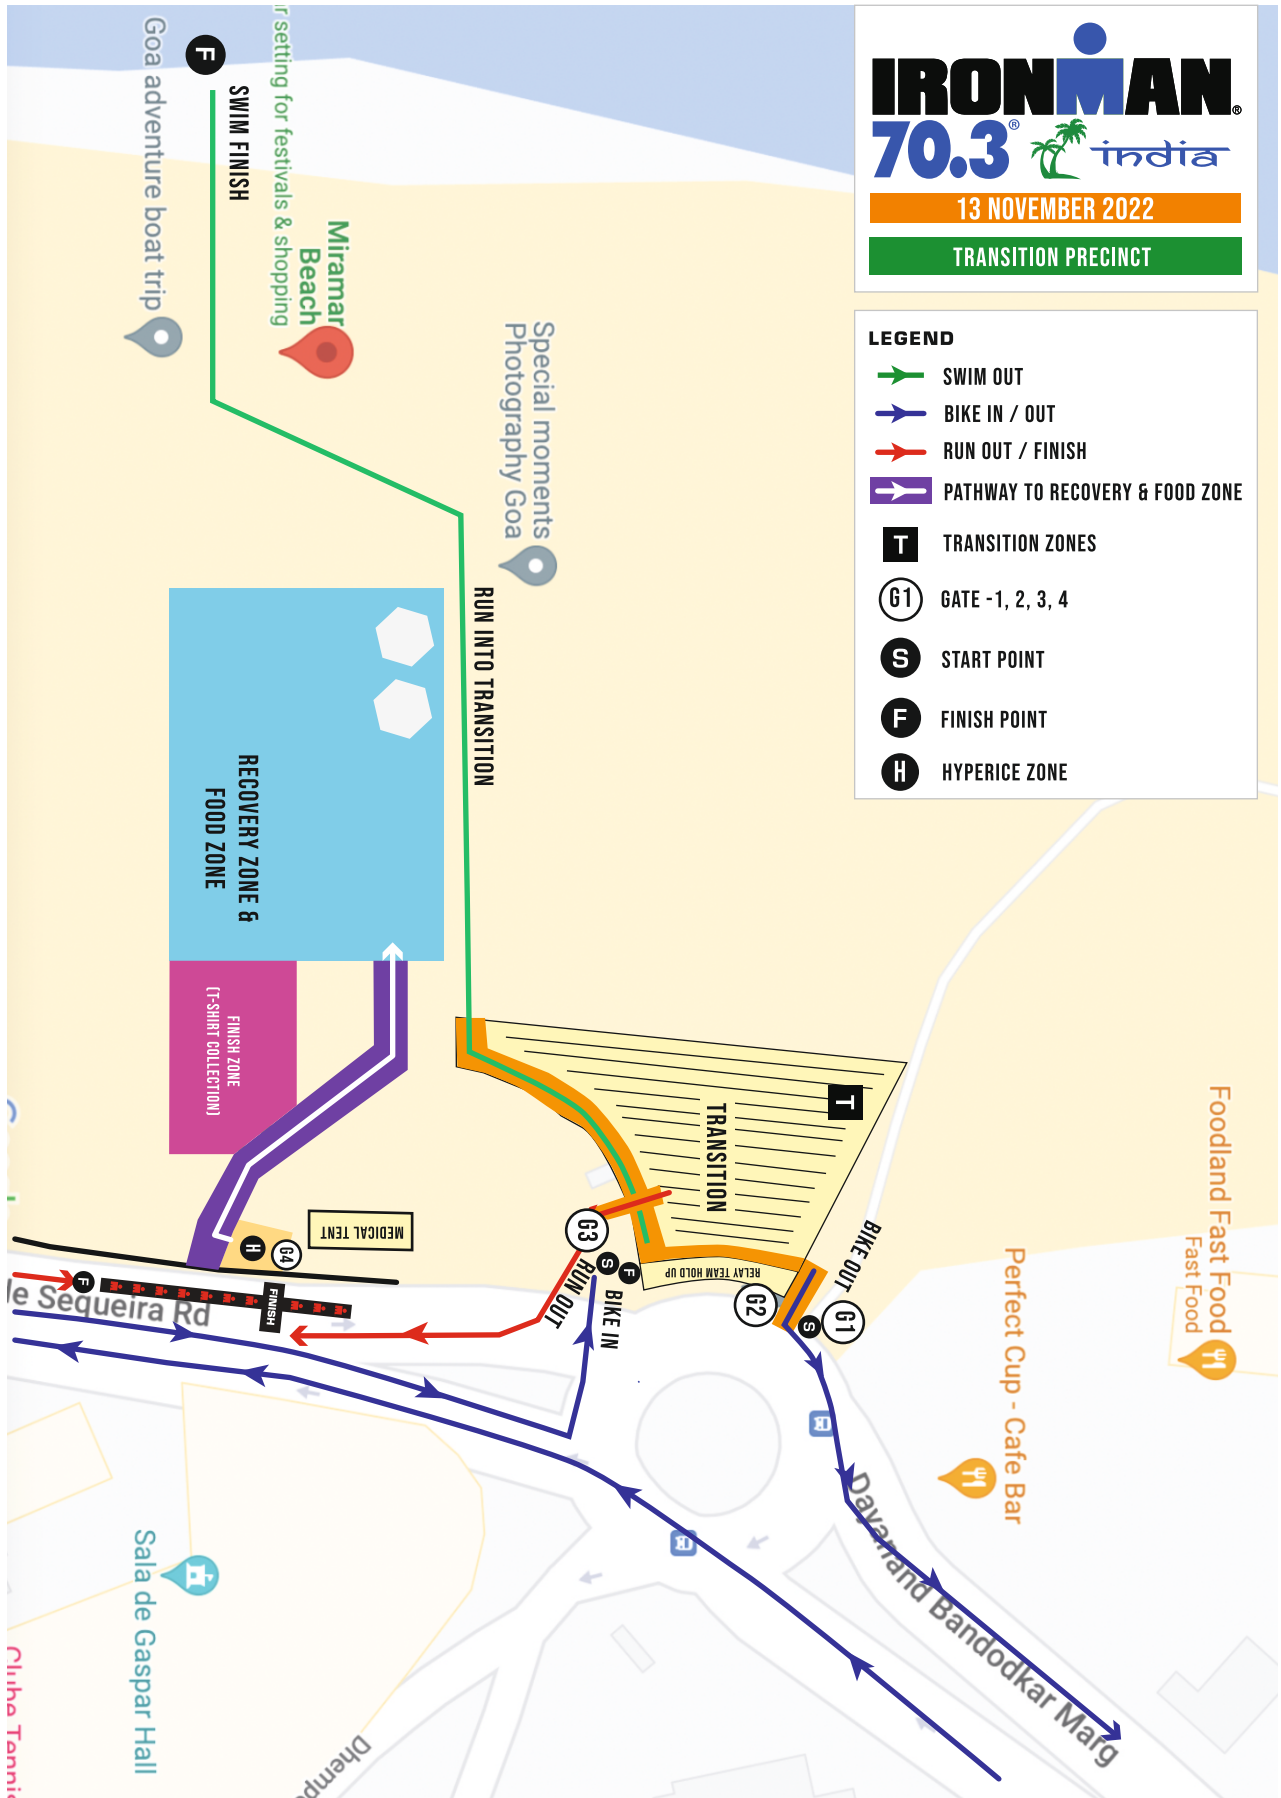 IRONMAN®
70.3® india
13 NOVEMBER 2022
TRANSITION PRECINCT
LEGEND
SWIM OUT
BIKE IN / OUT
RUN OUT / FINISH
PATHWAY TO RECOVERY & FOOD ZONE
T TRANSITION ZONES
G1 GATE -1, 2, 3, 4
S START POINT
F FINISH POINT
H HYPERICE ZONE
F
SWIM FINISH
Goa adventure boat trip
r setting for festivals & shopping
Miramar
Beach
Special moments
Photography Goa
RUN INTO TRANSITION
RECOVERY ZONE &
FOOD ZONE
FINISH ZONE
(T-SHIRT COLLECTION)
T
TRANSITION
RELAY TEAM HOLD UP
BIKE OUT
G1
S
G2
G3
RUN OUT
S
F
BIKE IN
MEDICAL TENT
H
G4
F
FINISH
de Sequeira Rd
Foodland Fast Food
Fast Food
Perfect Cup - Cafe Bar
Dayanand Bandodkar Marg
Sala de Gaspar Hall
Clube Tennis
Dhempo